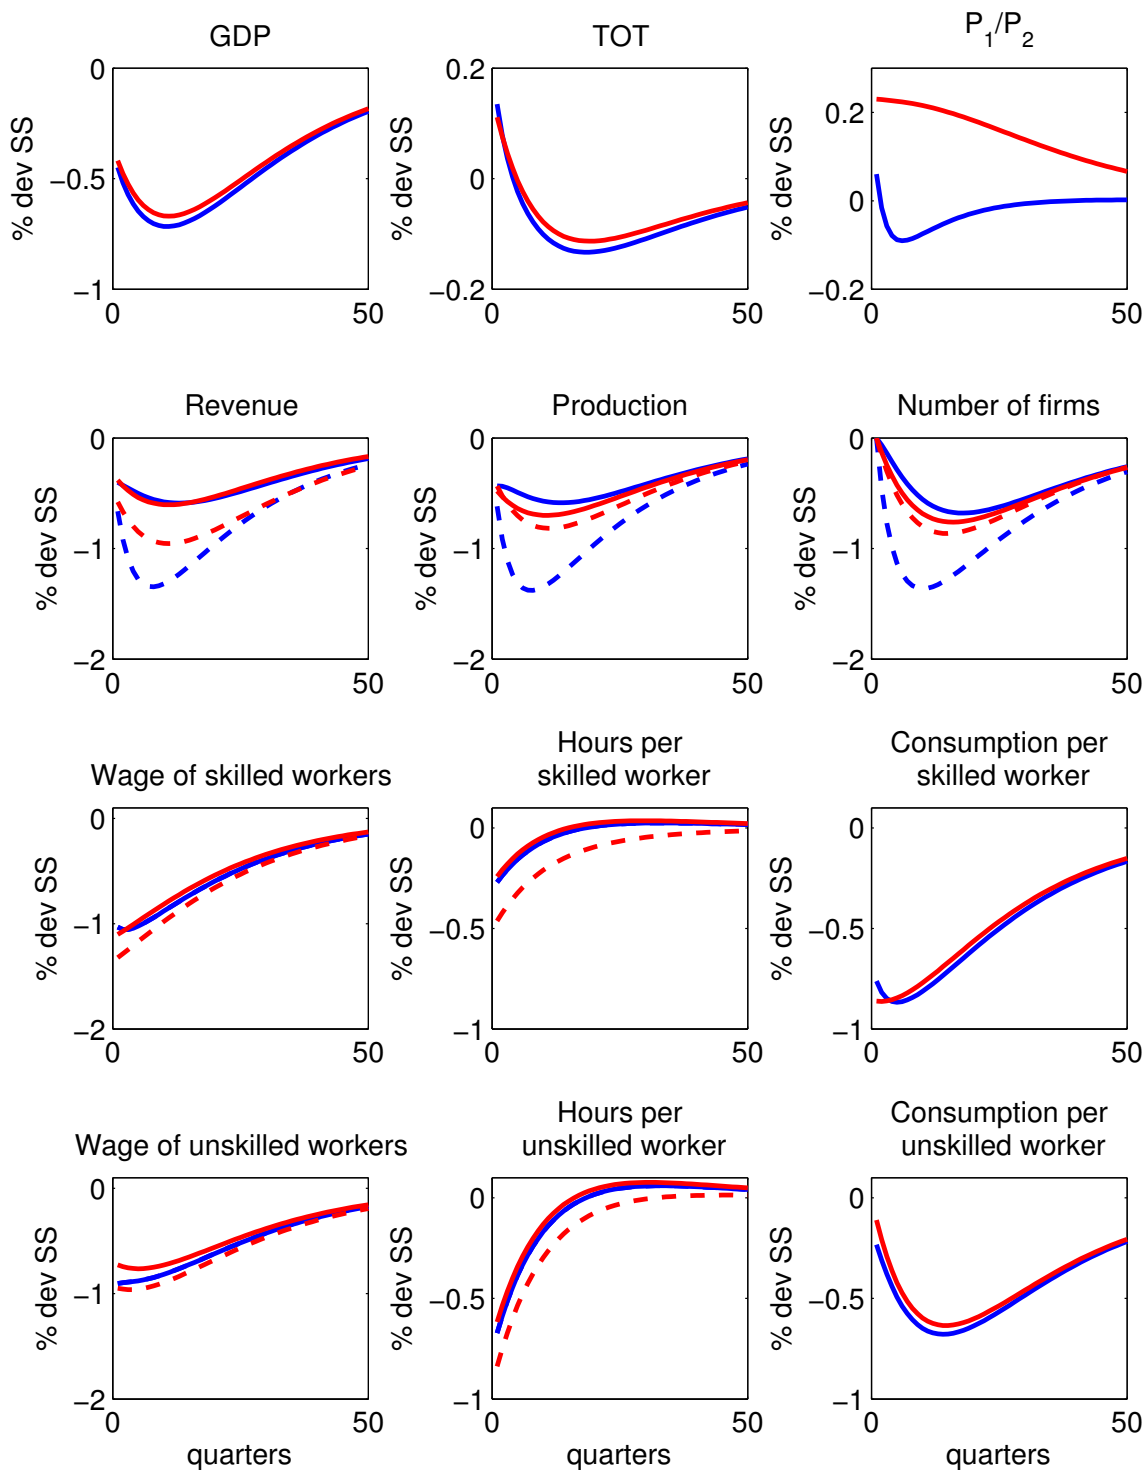 GDP
TOT
P1/P2
% dev SS
0
−0.5
−1
0
50
% dev SS
0.2
0
−0.2
0
50
% dev SS
0.2
0
−0.2
0
50
Revenue
Production
Number of firms
% dev SS
0
−1
−2
0
50
% dev SS
0
−1
−2
0
50
% dev SS
0
−1
−2
0
50
Wage of skilled workers
Hours per
skilled worker
Consumption per
skilled worker
% dev SS
0
−1
−2
0
50
% dev SS
0
−0.5
−1
0
50
% dev SS
0
−0.5
−1
0
50
Wage of unskilled workers
Hours per
unskilled worker
Consumption per
unskilled worker
% dev SS
0
−1
−2
0
50
quarters
% dev SS
0
−0.5
−1
0
50
quarters
% dev SS
0
−0.5
−1
0
50
quarters